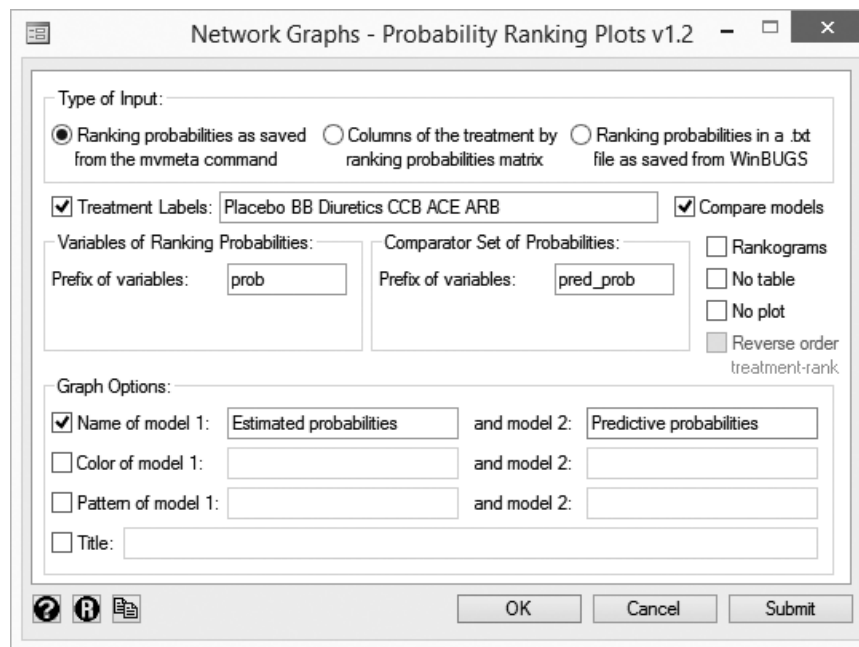 Network Graphs - Probability Ranking Plots v1.2
Type of Input:
Ranking probabilities as saved from the mvmeta command
Columns of the treatment by ranking probabilities matrix
Ranking probabilities in a .txt file as saved from WinBUGS
Treatment Labels: Placebo BB Diuretics CCB ACE ARB
Compare models
Variables of Ranking Probabilities:
Prefix of variables: prob
Comparator Set of Probabilities:
Prefix of variables: pred_prob
Rankograms
No table
No plot
Reverse order
treatment-rank
Graph Options:
Name of model 1: Estimated probabilities and model 2: Predictive probabilities
Color of model 1: and model 2:
Pattern of model 1: and model 2:
Title:
? R OK Cancel Submit